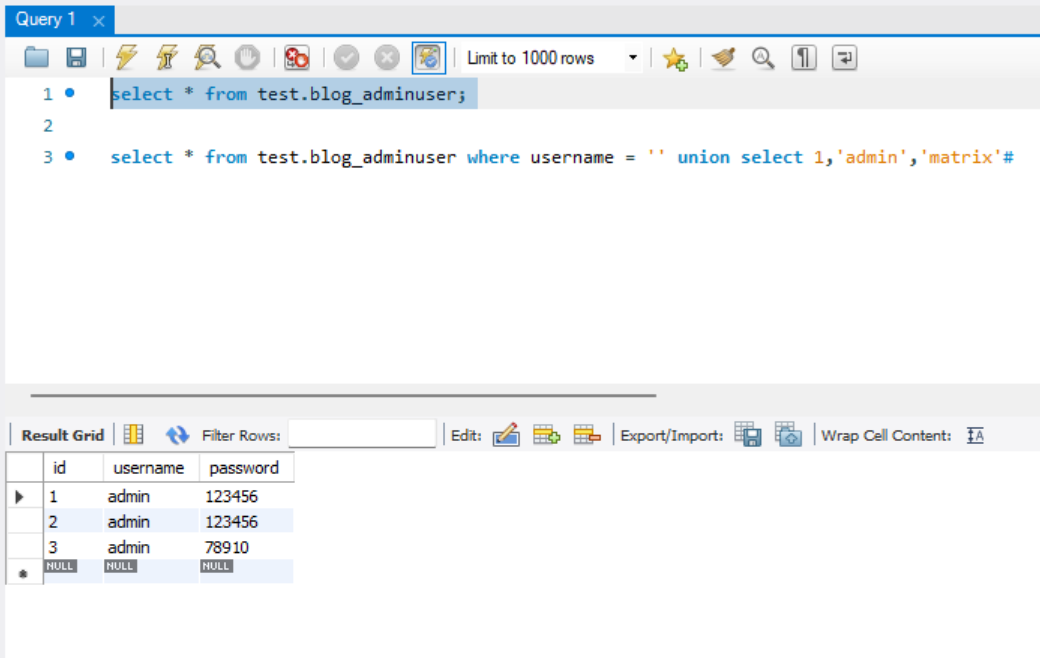 Query 1
Limit to 1000 rows
1 select * from test.blog_adminuser;
2
3 select * from test.blog_adminuser where username = '' union select 1,'admin','matrix'#
Result Grid Filter Rows: Edit: Export/Import: Wrap Cell Content:
id username password
1 admin 123456
2 admin 123456
3 admin 78910
NULL NULL NULL